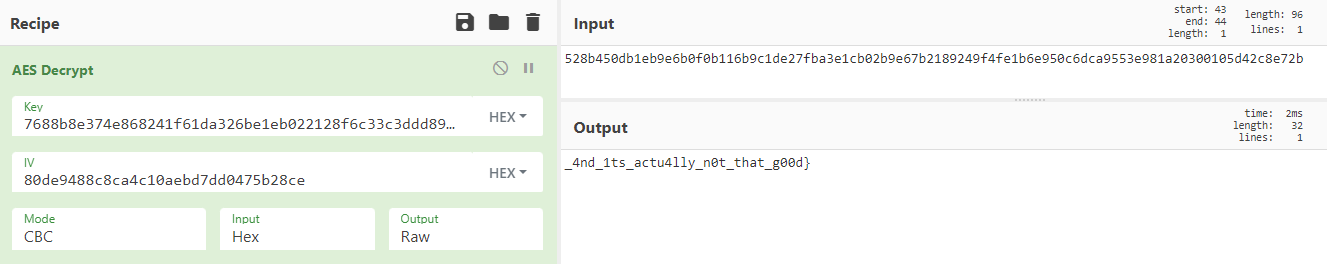 Recipe
AES Decrypt
Key
7688b8e374e868241f61da326be1eb022128f6c33c3ddd89…
HEX
IV
80de9488c8ca4c10aebd7dd0475b28ce
HEX
Mode
CBC
Input
Hex
Output
Raw
Input
start: 43
end: 44
length: 1
length: 96
lines: 1
528b450db1eb9e6b0f0b116b9c1de27fba3e1cb02b9e67b2189249f4fe1b6e950c6dca9553e981a20300105d42c8e72b
Output
time: 2ms
length: 32
lines: 1
_4nd_1ts_actu4lly_n0t_that_g00d}